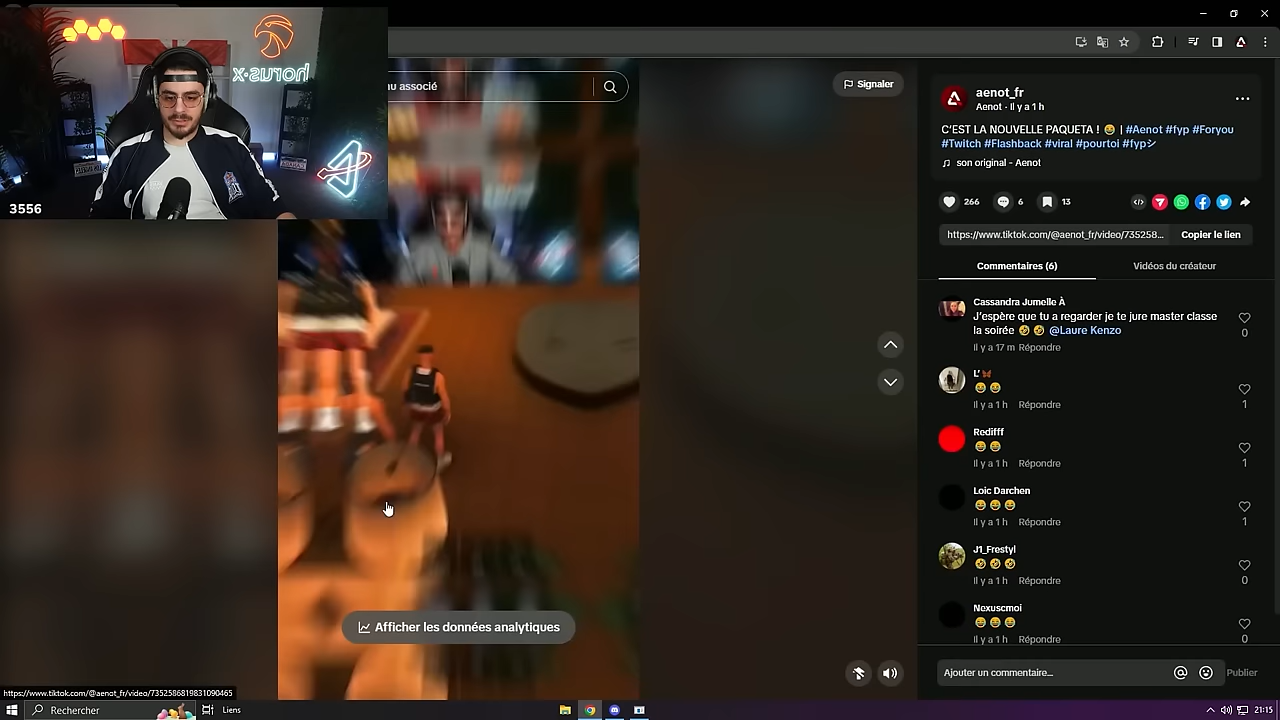 horus-x
3556
u associé
Signaler
aenot_fr
Aenot · Il y a 1 h
C'EST LA NOUVELLE PAQUETA ! 😂 | #Aenot #fyp #Foryou
#Twitch #Flashback #viral #pourtoi #fypシ
♫ son original - Aenot
266
6
13
https://www.tiktok.com/@aenot_fr/video/735258...
Copier le lien
Commentaires (6)
Vidéos du créateur
Cassandra Jumelle À
J'espère que tu a regarder je te jure master classe
la soirée 🤣 🤣 @Laure Kenzo
0
Il y a 17 m Répondre
L' 🦋
😂 😂
Il y a 1 h Répondre
1
Redifff
😂 😂
Il y a 1 h Répondre
1
Loic Darchen
😂 😂 😂
Il y a 1 h Répondre
1
J1_Frestyl
🤣 🤣 🤣
Il y a 1 h Répondre
0
Nexuscmoi
😂 😂 😂
Il y a 1 h Répondre
0
Afficher les données analytiques
Ajouter un commentaire...
Publier
https://www.tiktok.com/@aenot_fr/video/7352586819831090465
Rechercher
Liens
21:15